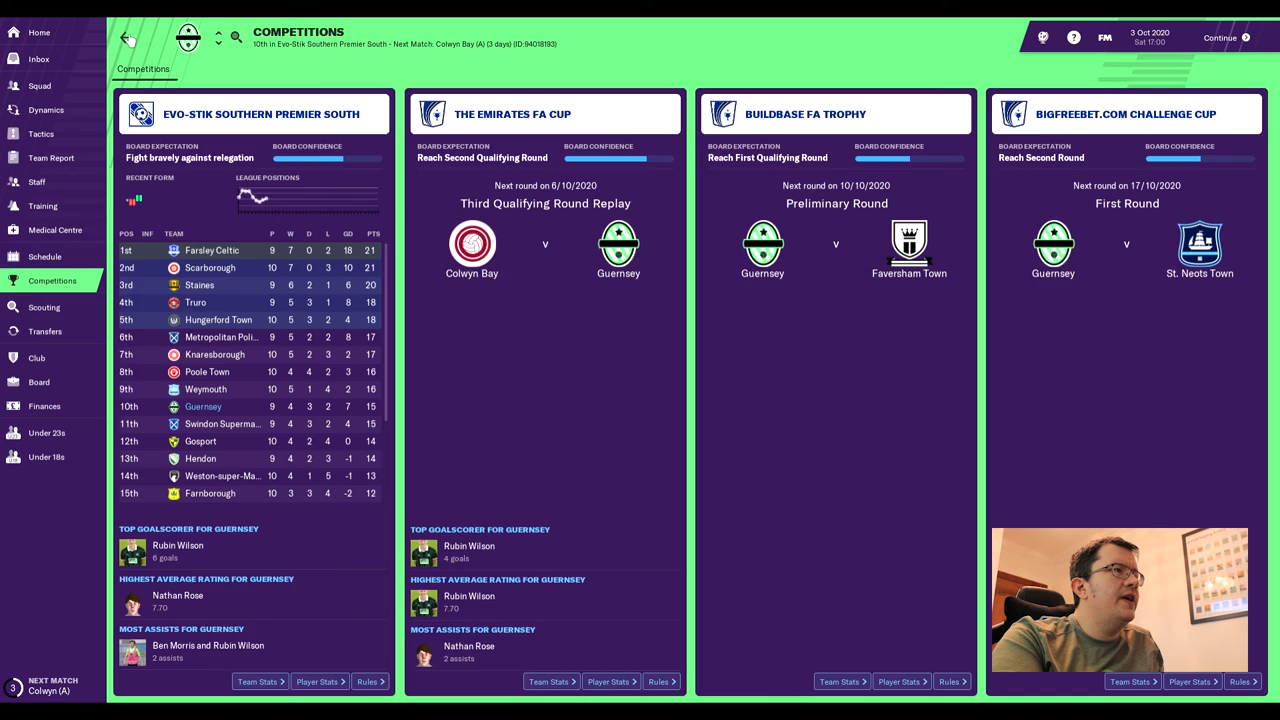 Home
Inbox
Squad
Dynamics
Tactics
Team Report
Staff
Training
Medical Centre
Schedule
Competitions
Scouting
Transfers
Club
Board
Finances
Under 23s
Under 18s
NEXT MATCH
3 Colwyn (A)
COMPETITIONS
10th in Evo-Stik Southern Premier South - Next Match: Colwyn Bay (A) (3 days) (ID:94018193)
? FM
3 Oct 2020
Sat 17:00
Continue
Competitions
EVO-STIK SOUTHERN PREMIER SOUTH
BOARD EXPECTATION BOARD CONFIDENCE
Fight bravely against relegation
RECENT FORM LEAGUE POSITIONS
POS INF TEAM P W D L GD PTS
1st Farsley Celtic 9 7 0 2 18 21
2nd Scarborough 10 7 0 3 10 21
3rd Staines 9 6 2 1 6 20
4th Truro 9 5 3 1 8 18
5th Hungerford Town 10 5 3 2 4 18
6th Metropolitan Poli... 9 5 2 2 8 17
7th Knaresborough 10 5 2 3 2 17
8th Poole Town 10 4 4 2 3 16
9th Weymouth 10 5 1 4 2 16
10th Guernsey 9 4 3 2 7 15
11th Swindon Superma... 9 4 3 2 4 15
12th Gosport 10 4 2 4 0 14
13th Hendon 9 4 2 3 -1 14
14th Weston-super-Ma... 10 4 1 5 -1 13
15th Farnborough 10 3 3 4 -2 12
TOP GOALSCORER FOR GUERNSEY
Rubin Wilson
6 goals
HIGHEST AVERAGE RATING FOR GUERNSEY
Nathan Rose
7.70
MOST ASSISTS FOR GUERNSEY
Ben Morris and Rubin Wilson
2 assists
Team Stats Player Stats Rules
THE EMIRATES FA CUP
BOARD EXPECTATION BOARD CONFIDENCE
Reach Second Qualifying Round
Next round on 6/10/2020
Third Qualifying Round Replay
v
Colwyn Bay Guernsey
TOP GOALSCORER FOR GUERNSEY
Rubin Wilson
4 goals
HIGHEST AVERAGE RATING FOR GUERNSEY
Rubin Wilson
7.70
MOST ASSISTS FOR GUERNSEY
Nathan Rose
2 assists
Team Stats Player Stats Rules
BUILDBASE FA TROPHY
BOARD EXPECTATION BOARD CONFIDENCE
Reach First Qualifying Round
Next round on 10/10/2020
Preliminary Round
v
Guernsey Faversham Town
Team Stats Player Stats Rules
BIGFREEBET.COM CHALLENGE CUP
BOARD EXPECTATION BOARD CONFIDENCE
Reach Second Round
Next round on 17/10/2020
First Round
v
Guernsey St. Neots Town
Team Stats Player Stats Rules